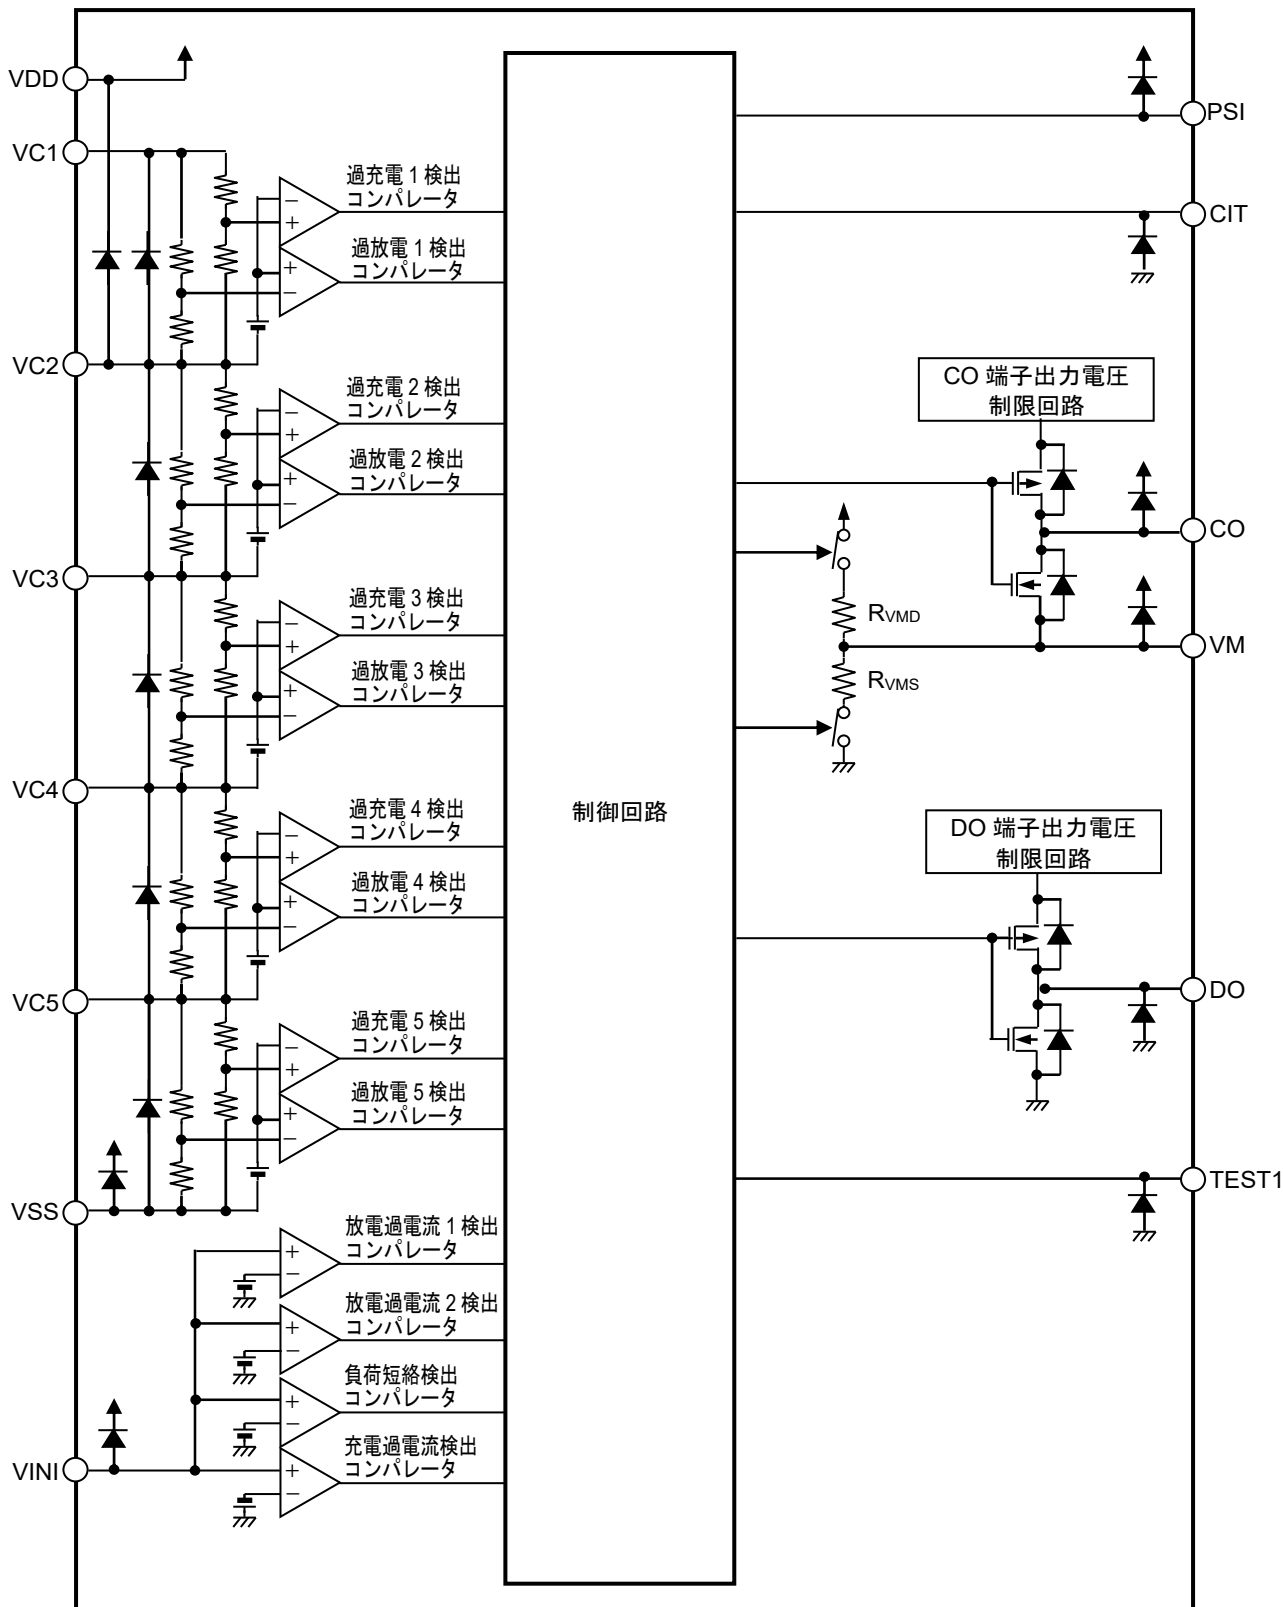 VDD
VC1
VC2
VC3
VC4
VC5
VSS
VINI
過充電 1 検出
コンパレータ
過放電 1 検出
コンパレータ
過充電 2 検出
コンパレータ
過放電 2 検出
コンパレータ
過充電 3 検出
コンパレータ
過放電 3 検出
コンパレータ
過充電 4 検出
コンパレータ
過放電 4 検出
コンパレータ
過充電 5 検出
コンパレータ
過放電 5 検出
コンパレータ
放電過電流 1 検出
コンパレータ
放電過電流 2 検出
コンパレータ
負荷短絡検出
コンパレータ
充電過電流検出
コンパレータ
制御回路
CO 端子出力電圧
制限回路
RVMD
RVMS
DO 端子出力電圧
制限回路
PSI
CIT
CO
VM
DO
TEST1